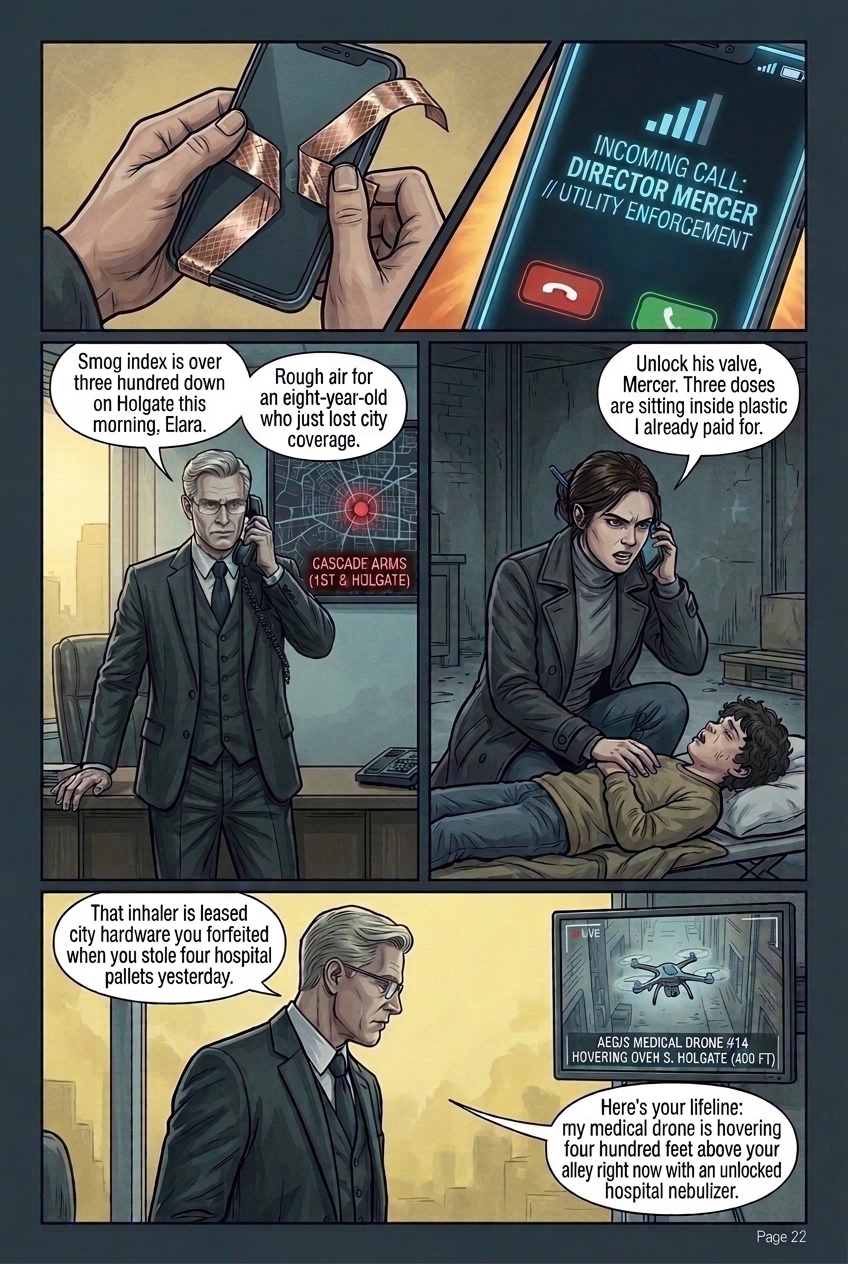 INCOMING CALL:
DIRECTOR MERCER
// UTILITY ENFORCEMENT
Smog index is over
three hundred down
on Holgate this
morning, Elara.
Rough air for
an eight-year-old
who just lost city
coverage.
CASCADE ARMS
(1ST & HOLGATE)
Unlock his valve,
Mercer. Three doses
are sitting inside plastic
I already paid for.
That inhaler is leased
city hardware you forfeited
when you stole four hospital
pallets yesterday.
LIVE
AEGIS MEDICAL DRONE #14
HOVERING OVEH S. HOLGATE (400 FT)
Here's your lifeline:
my medical drone is hovering
four hundred feet above your
alley right now with an unlocked
hospital nebulizer.
Page 22